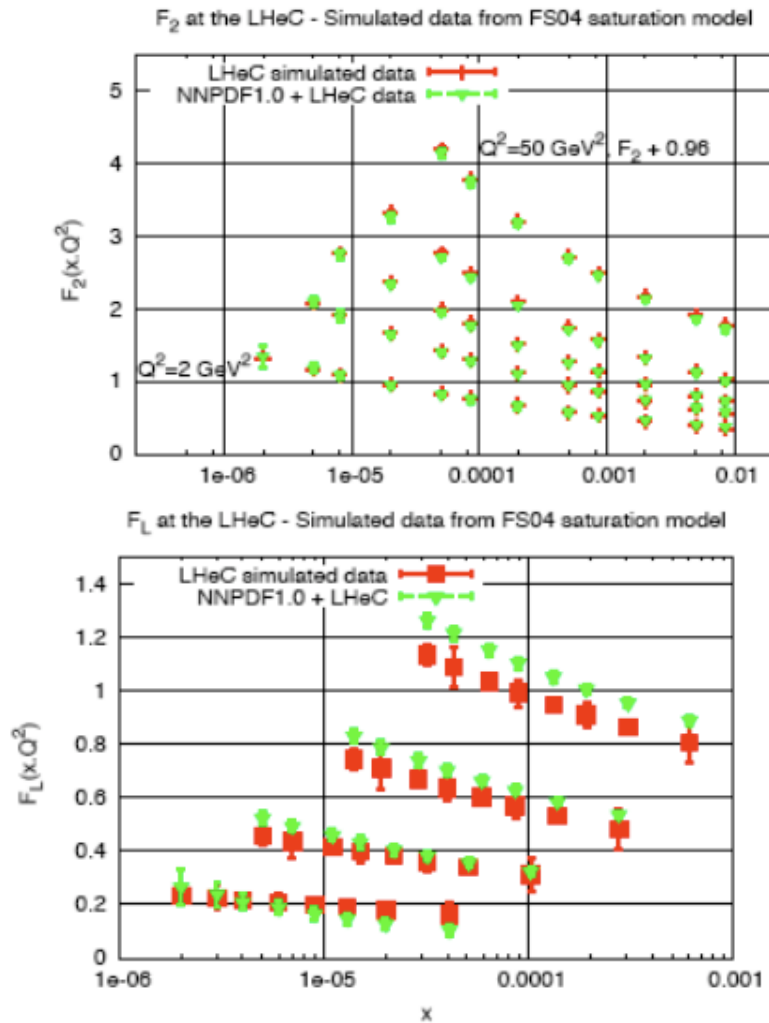 F2 at the LHeC - Simulated data from FS04 saturation model
LHeC simulated data
NNPDF1.0 + LHeC data
Q²=50 GeV², F2 + 0.96
Q²=2 GeV²
F2(x.Q²)
5
4
3
2
1
0
1e-06 1e-05 0.0001 0.001 0.01
FL at the LHeC - Simulated data from FS04 saturation model
LHeC simulated data
NNPDF1.0 + LHeC
FL(x.Q²)
1.4
1.2
1
0.8
0.6
0.4
0.2
0
1e-06 1e-05 0.0001 0.001
x